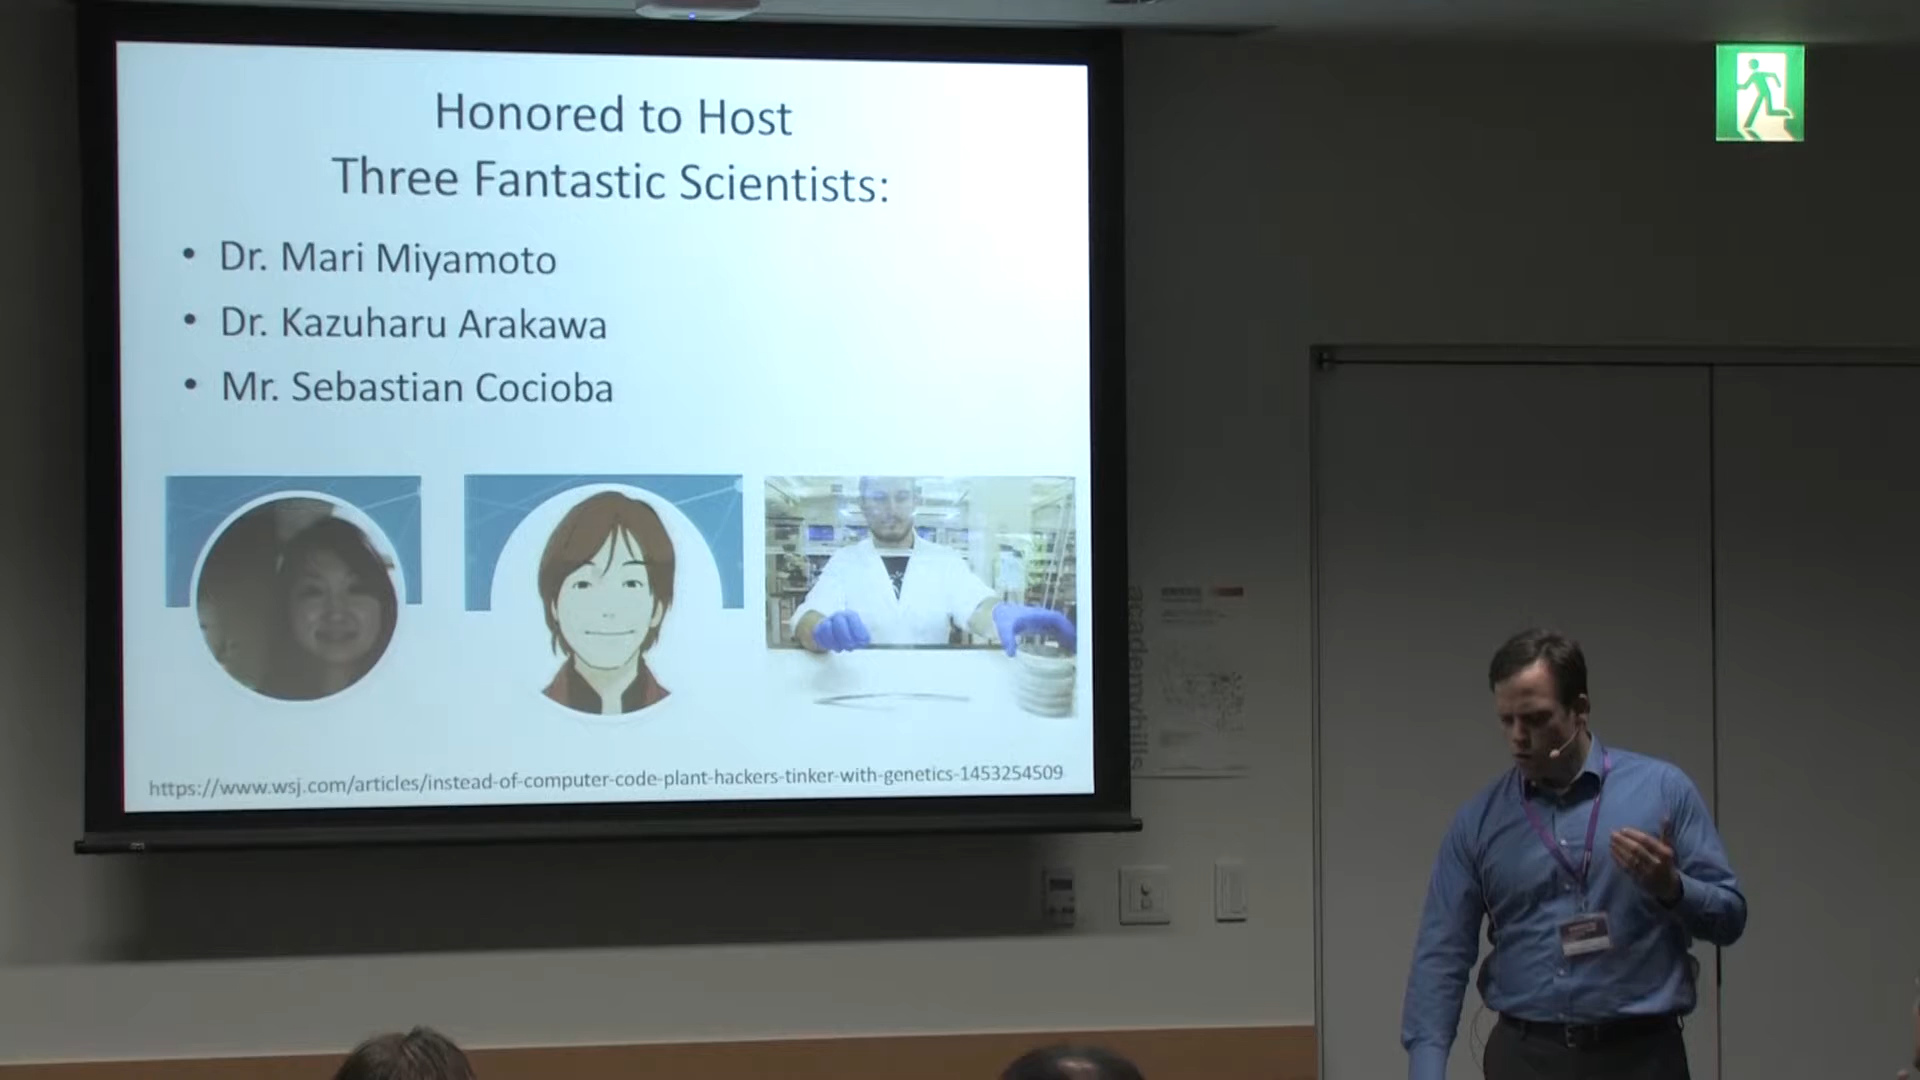 Honored to Host
Three Fantastic Scientists:
• Dr. Mari Miyamoto
• Dr. Kazuharu Arakawa
• Mr. Sebastian Cocioba
https://www.wsj.com/articles/instead-of-computer-code-plant-hackers-tinker-with-genetics-1453254509
academyhills